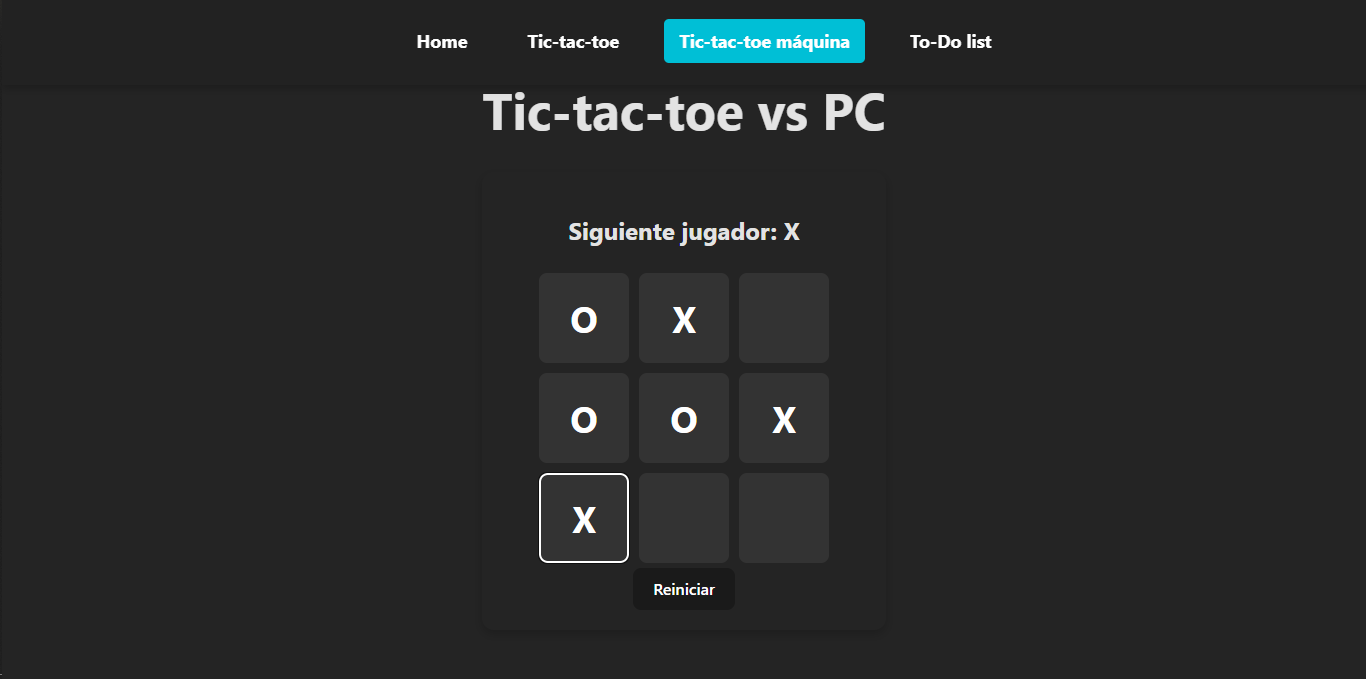 Home Tic-tac-toe Tic-tac-toe máquina To-Do list
Tic-tac-toe vs PC
Siguiente jugador: X
O X
O O X
X
Reiniciar